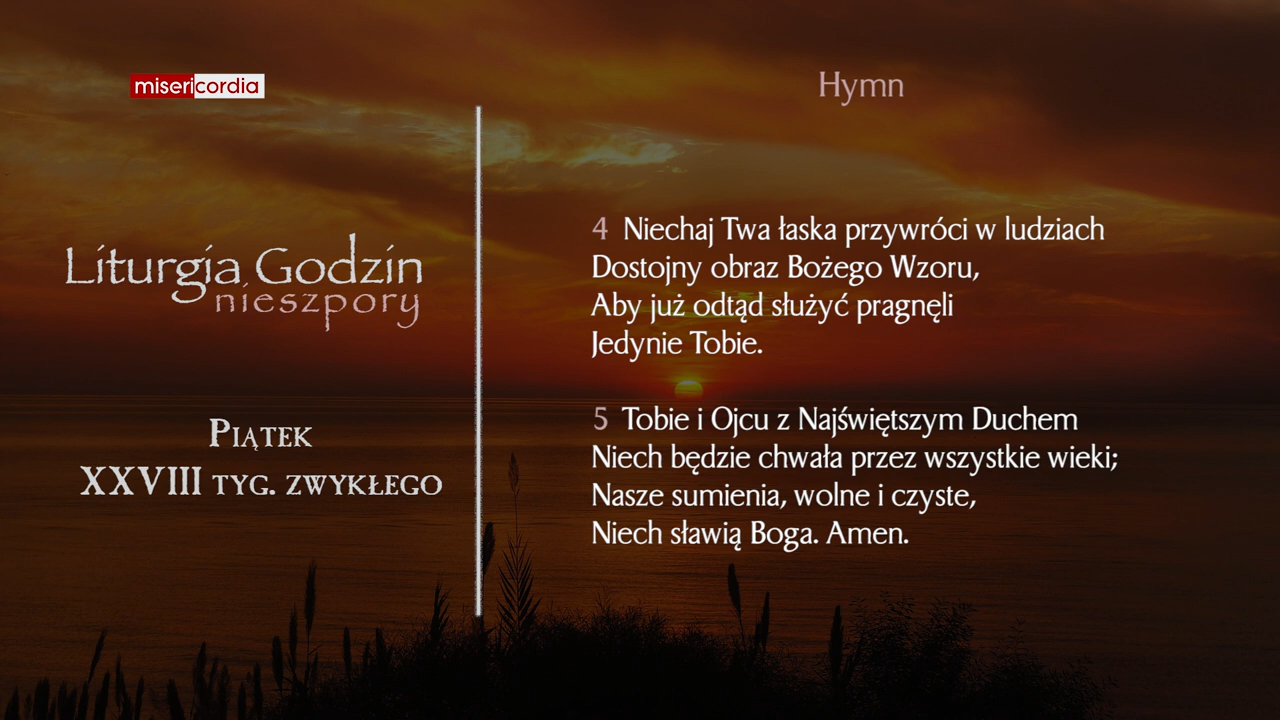 misericordia
Liturgia Godzin
nieszpory
Piątek
XXVIII tyg. zwykłego
Hymn
4 Niechaj Twa łaska przywróci w ludziach
Dostojny obraz Bożego Wzoru,
Aby już odtąd służyć pragnęli
Jedynie Tobie.
5 Tobie i Ojcu z Najświętszym Duchem
Niech będzie chwała przez wszystkie wieki;
Nasze sumienia, wolne i czyste,
Niech sławią Boga. Amen.